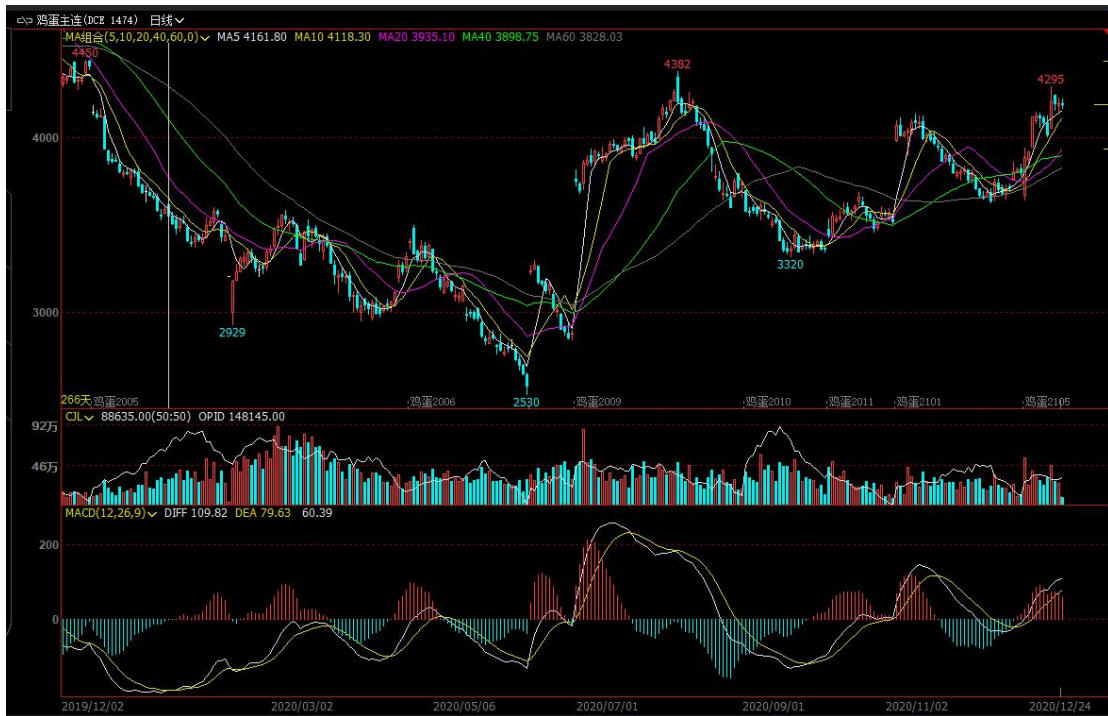 鸡蛋主连(DCE 1474) 日线
MA组合(5,10,20,40,60,0) MA5 4161.80 MA10 4118.30 MA20 3935.10 MA40 3898.75 MA60 3828.03
4450
4382
4295
4000
3320
3000
2929
2530
266天 鸡蛋2005 鸡蛋2006 鸡蛋2009 鸡蛋2010 鸡蛋2011 鸡蛋2101 鸡蛋2105
CJL 88635.00(50:50) OPID 148145.00
92万
46万
MACD(12,26,9) DIFF 109.82 DEA 79.63 60.39
200
0
2019/12/02 2020/03/02 2020/05/06 2020/07/01 2020/09/01 2020/11/02 2020/12/24